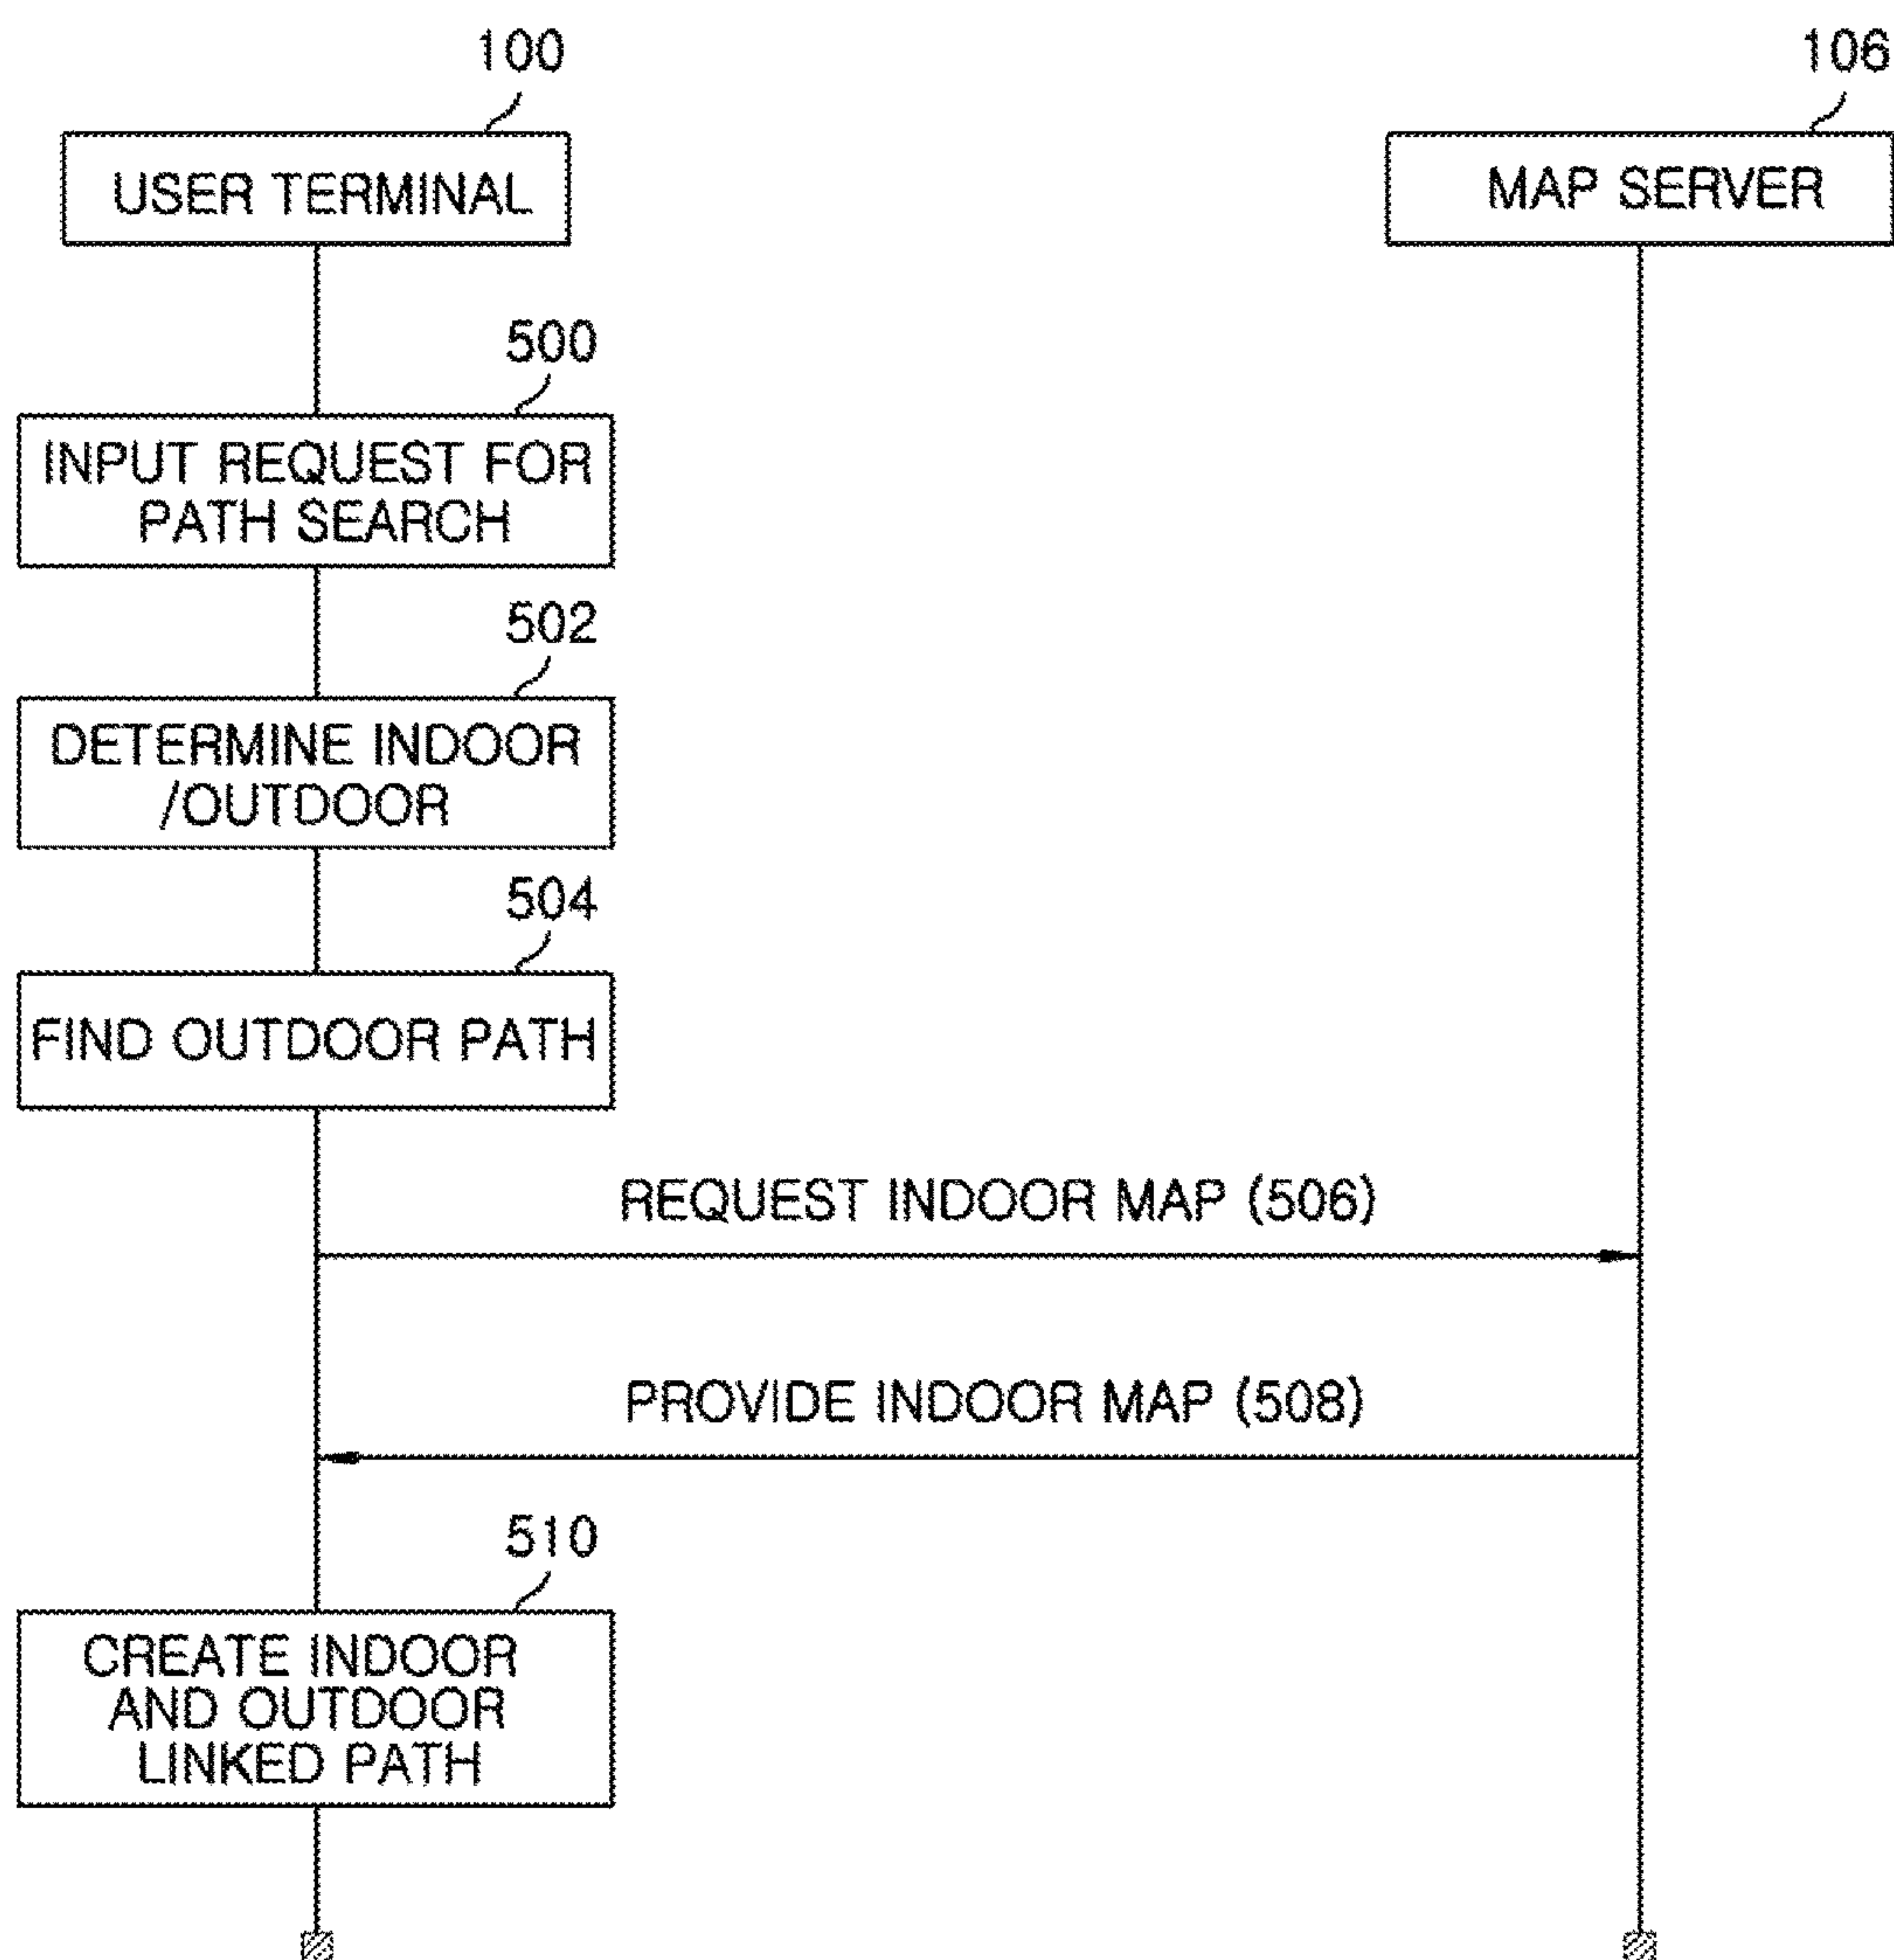 100
106
USER TERMINAL
MAP SERVER
500
INPUT REQUEST FOR
PATH SEARCH
502
DETERMINE INDOOR
/OUTDOOR
504
FIND OUTDOOR PATH
REQUEST INDOOR MAP (506)
PROVIDE INDOOR MAP (508)
510
CREATE INDOOR
AND OUTDOOR
LINKED PATH